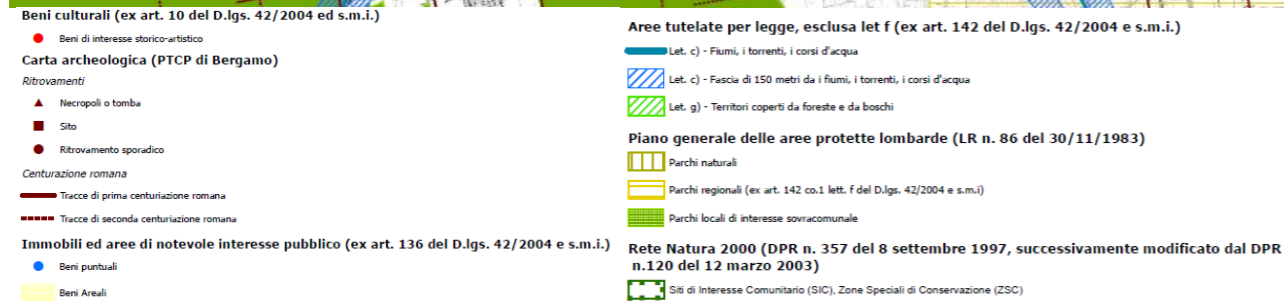 Beni culturali (ex art. 10 del D.lgs. 42/2004 ed s.m.i.)
Beni di interesse storico-artistico
Carta archeologica (PTCP di Bergamo)
Ritrovamenti
Necropoli o tomba
Sito
Ritrovamento sporadico
Centurazione romana
Tracce di prima centuriazione romana
Tracce di seconda centuriazione romana
Immobili ed aree di notevole interesse pubblico (ex art. 136 del D.lgs. 42/2004 e s.m.i.)
Beni puntuali
Beni Areali
Aree tutelate per legge, esclusa let f (ex art. 142 del D.lgs. 42/2004 e s.m.i.)
Let. c) - Fiumi, i torrenti, i corsi d'acqua
Let. c) - Fascia di 150 metri da i fiumi, i torrenti, i corsi d'acqua
Let. g) - Territori coperti da foreste e da boschi
Piano generale delle aree protette lombarde (LR n. 86 del 30/11/1983)
Parchi naturali
Parchi regionali (ex art. 142 co.1 lett. f del D.lgs. 42/2004 e s.m.i)
Parchi locali di interesse sovracomunale
Rete Natura 2000 (DPR n. 357 del 8 settembre 1997, successivamente modificato dal DPR
n.120 del 12 marzo 2003)
Siti di Interesse Comunitario (SIC), Zone Speciali di Conservazione (ZSC)